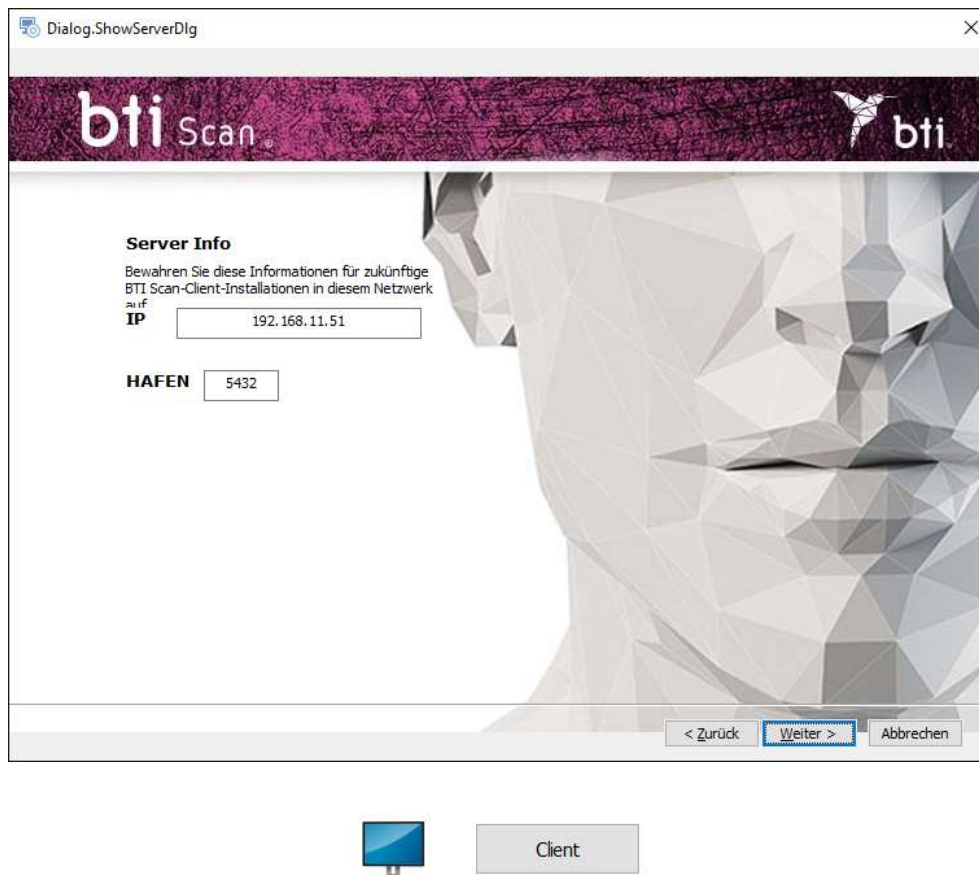 Dialog.ShowServerDlg
bti Scan®
bti
Server Info
Bewahren Sie diese Informationen für zukünftige
BTI Scan-Client-Installationen in diesem Netzwerk
auf
IP 192.168.11.51
HAFEN 5432
< Zurück Weiter > Abbrechen
Client